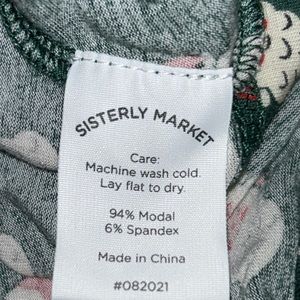 SISTERLY MARKET
Care:
Machine wash cold.
Lay flat to dry.
94% Modal
6% Spandex
Made in China
#082021